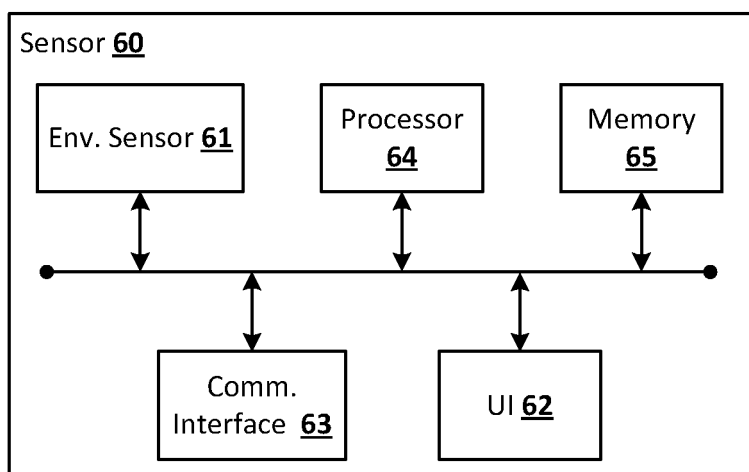 Sensor 60
Env. Sensor 61
Processor
64
Memory
65
Comm.
Interface 63
UI 62